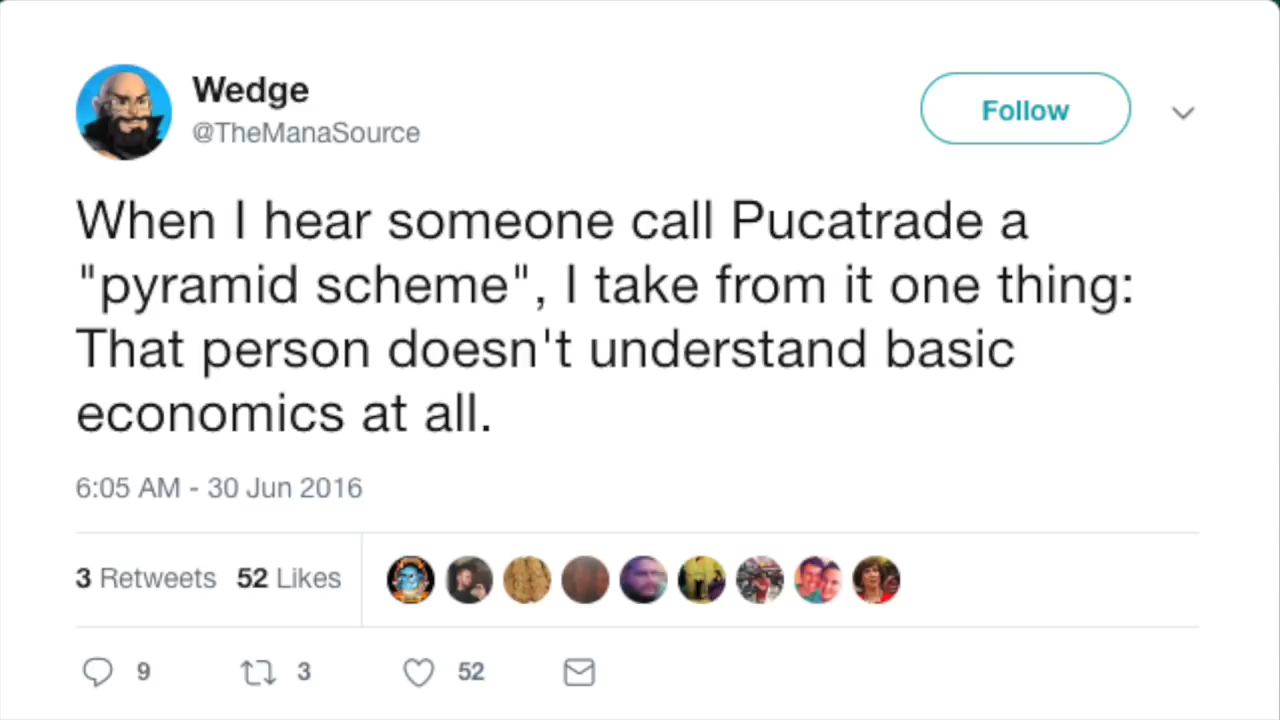 Wedge
@TheManaSource
Follow
When I hear someone call Pucatrade a
"pyramid scheme", I take from it one thing:
That person doesn't understand basic
economics at all.
6:05 AM - 30 Jun 2016
3 Retweets 52 Likes
9 3 52